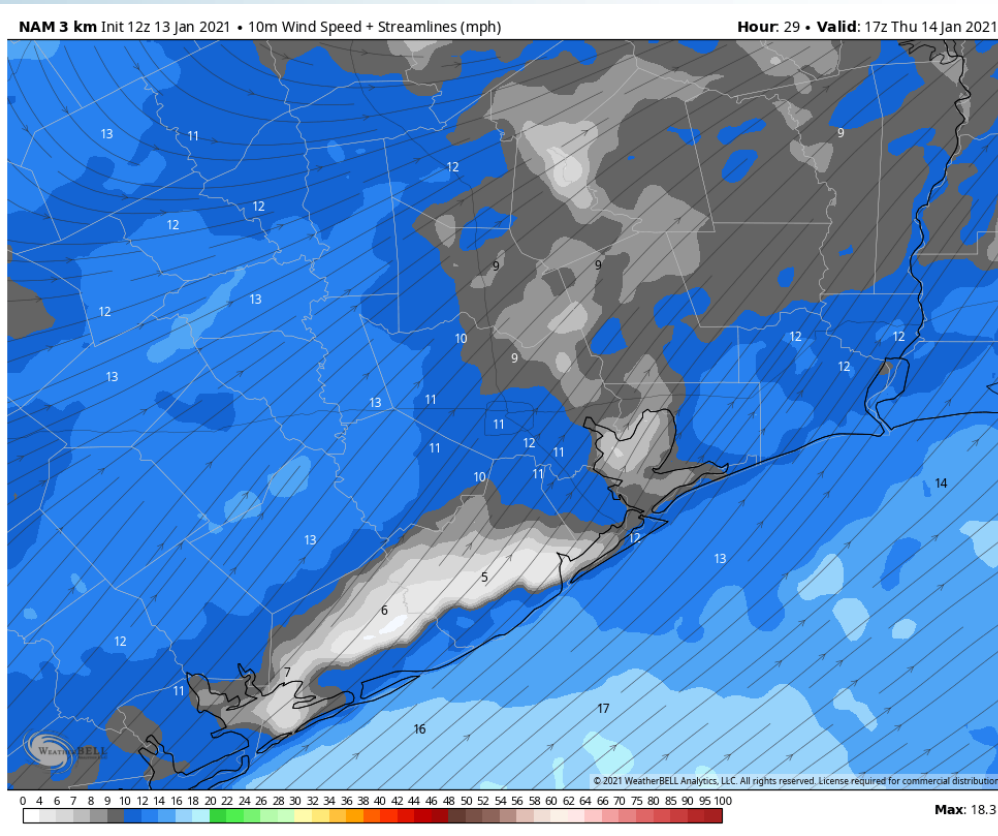 NAM 3 km Init 12z 13 Jan 2021 • 10m Wind Speed + Streamlines (mph) Hour: 29 • Valid: 17z Thu 14 Jan 2021
13 11 9
12
12
12
9 9
13
12
10 12 12
9 12
13
13 11
11 12
11 11
10 11 14
12
13 13
5
6
12
7
11
17
16
WEATHERBELL
© 2021 WeatherBELL Analytics, LLC. All rights reserved. License required for commercial distribution
0 4 6 7 8 9 10 12 14 16 18 20 22 24 26 28 30 32 34 36 38 40 42 44 46 48 50 52 54 56 58 60 62 64 66 70 75 80 85 90 95 100
Max: 18.3